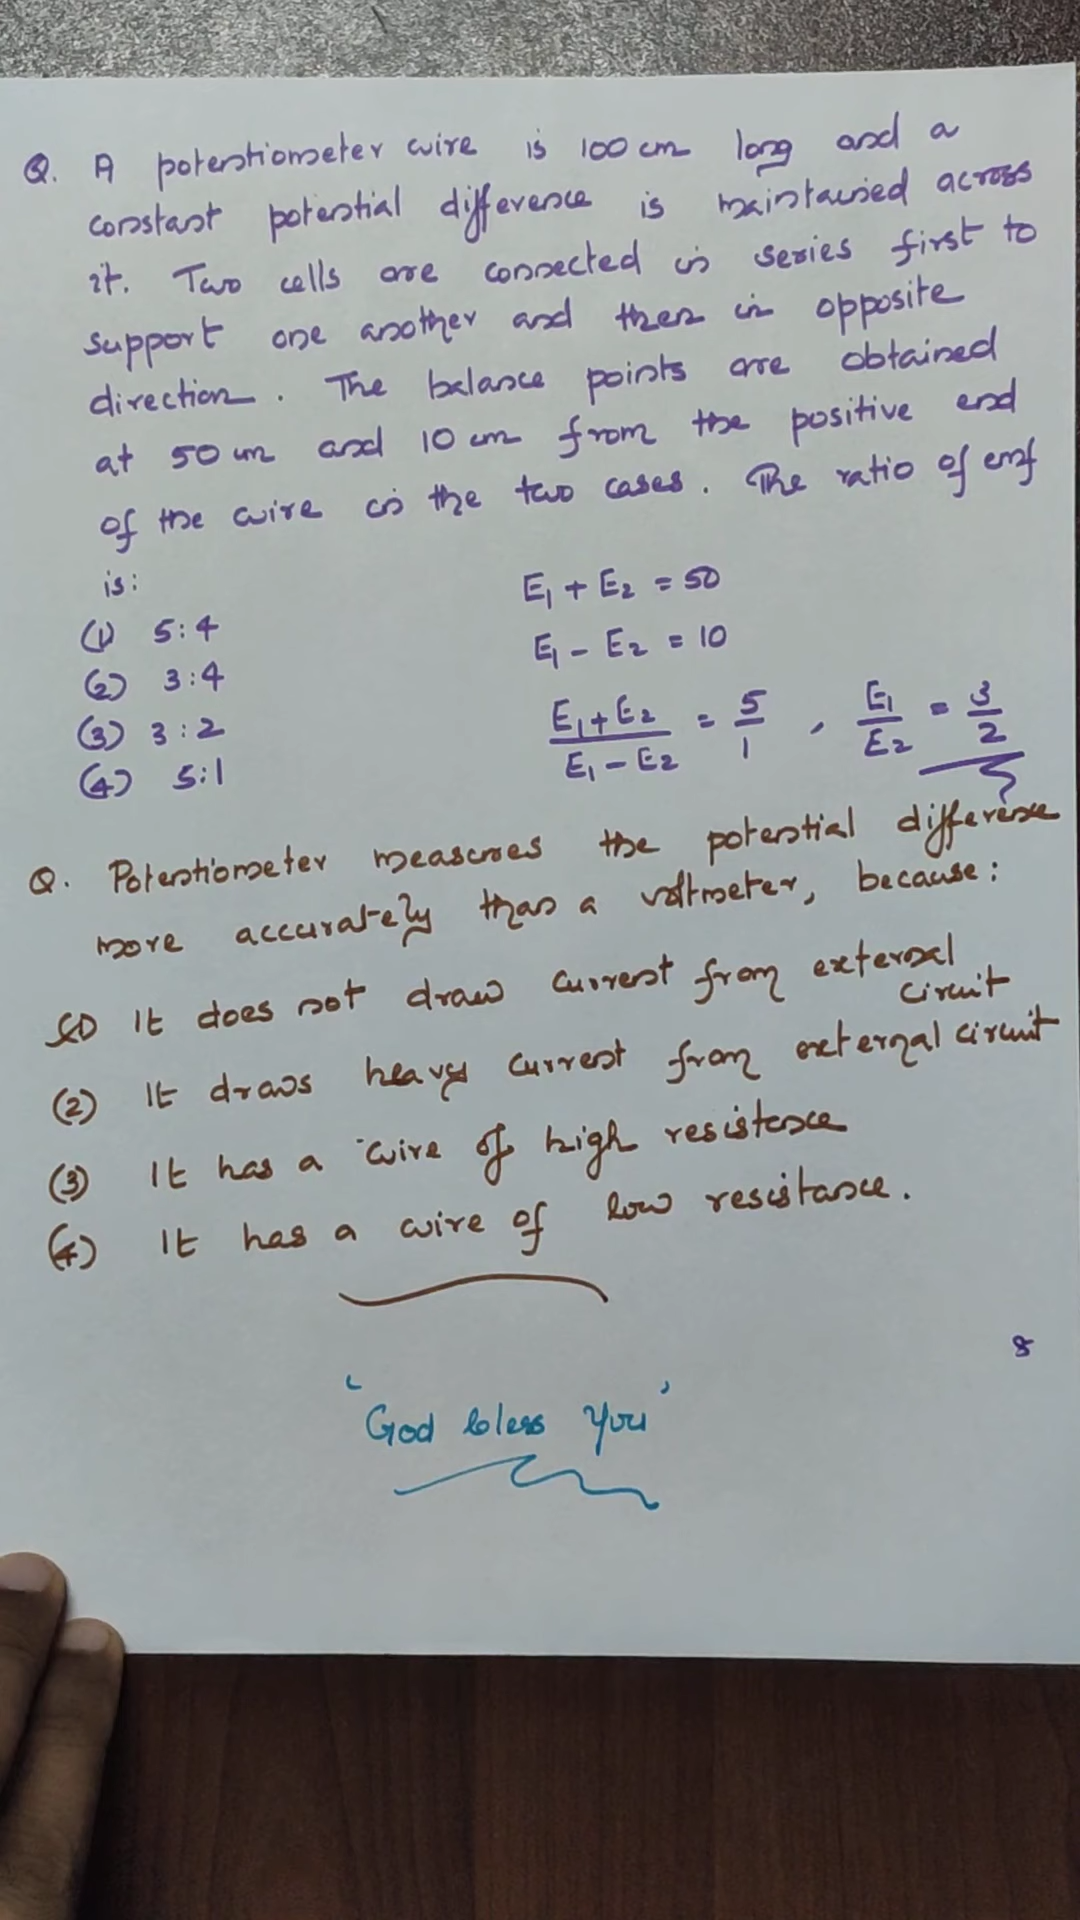 Q. A potentiometer wire is 100 cm long and a
constant potential difference is maintained across
it. Two cells are connected in series first to
support one another and then in opposite
direction. The balance points are obtained
at 50 cm and 10 cm from the positive end
of the wire in the two cases. The ratio of emf
is:
(1) 5:4
(2) 3:4
(3) 3:2
(4) 5:1
E₁ + E₂ = 50
E₁ - E₂ = 10
(E₁+E₂)/(E₁-E₂) = 5/1 , E₁/E₂ = 3/2
Q. Potentiometer measures the potential difference
more accurately than a voltmeter, because:
(1) It does not draw current from external
circuit
(2) It draws heavy current from external circuit
(3) It has a wire of high resistance
(4) It has a wire of low resistance.
8
'God bless you'